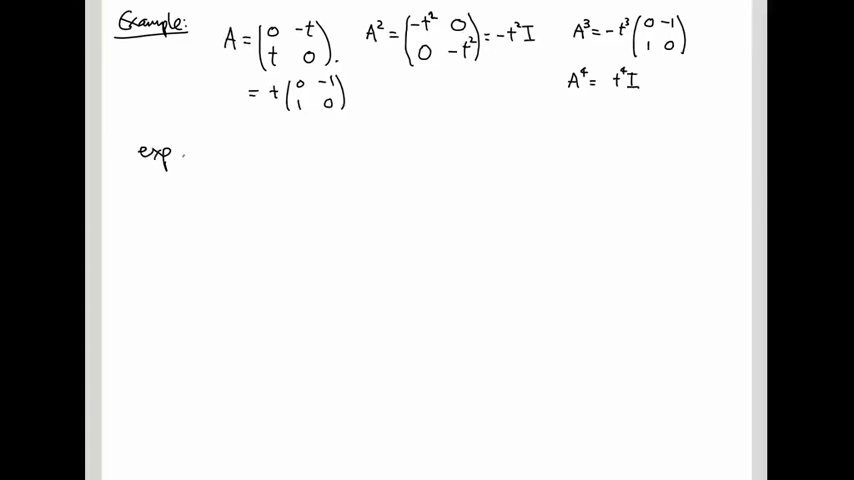 Example: A = (0 -t; t 0). A² = (-t² 0; 0 -t²) = -t²I A³ = -t³(0 -1; 1 0)
= t(0 -1; 1 0) A⁴ = t⁴I
exp